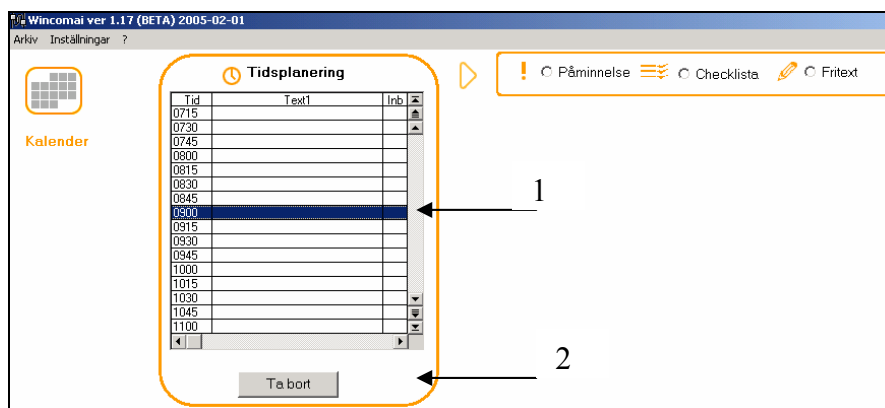 Wincomai ver 1.17 (BETA) 2005-02-01
Arkiv Inställningar ?
Kalender
Tidsplanering
Tid Text1 Inb
0715
0730
0745
0800
0815
0830
0845
0900
0915
0930
0945
1000
1015
1030
1045
1100
Ta bort
! Påminnelse Checklista Fritext
1
2